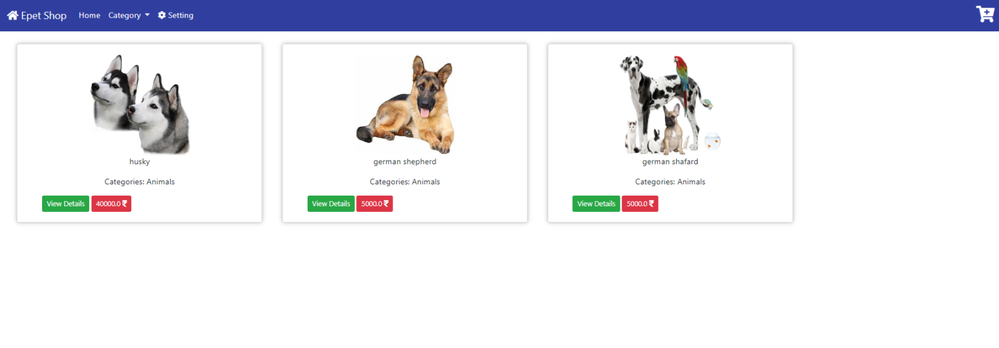 Epet Shop Home Category Setting
husky
Categories: Animals
View Details 40000.0 ₹
german shepherd
Categories: Animals
View Details 5000.0 ₹
german shafard
Categories: Animals
View Details 5000.0 ₹